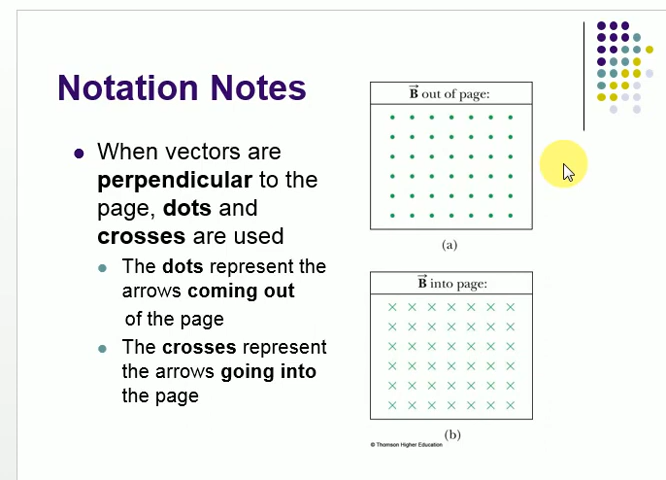 Notation Notes
When vectors are
perpendicular to the
page, dots and
crosses are used
The dots represent the
arrows coming out
of the page
The crosses represent
the arrows going into
the page
B⃗ out of page:
(a)
B⃗ into page:
(b)
© Thomson Higher Education